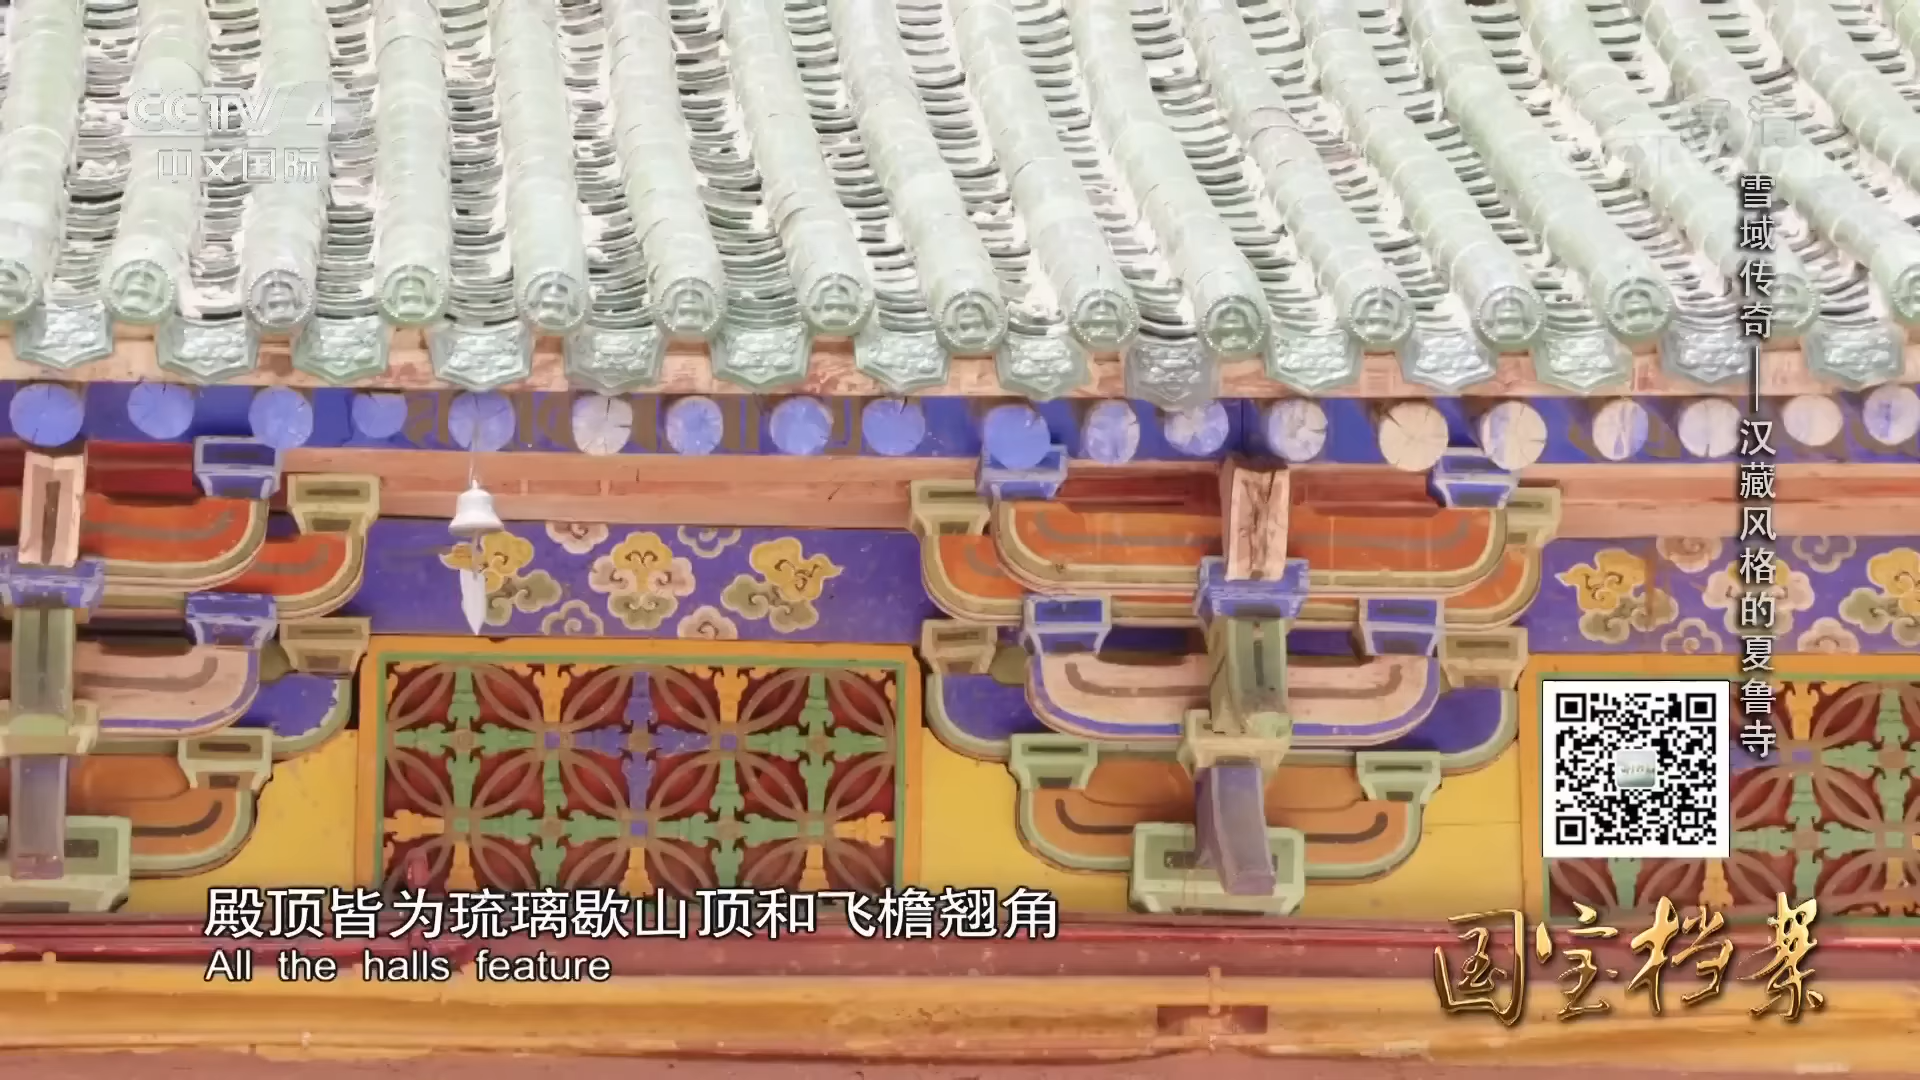 CCTV 4
中文国际
雪域传奇——汉藏风格的夏鲁寺
殿顶皆为琉璃歇山顶和飞檐翘角
All the halls feature
国宝档案